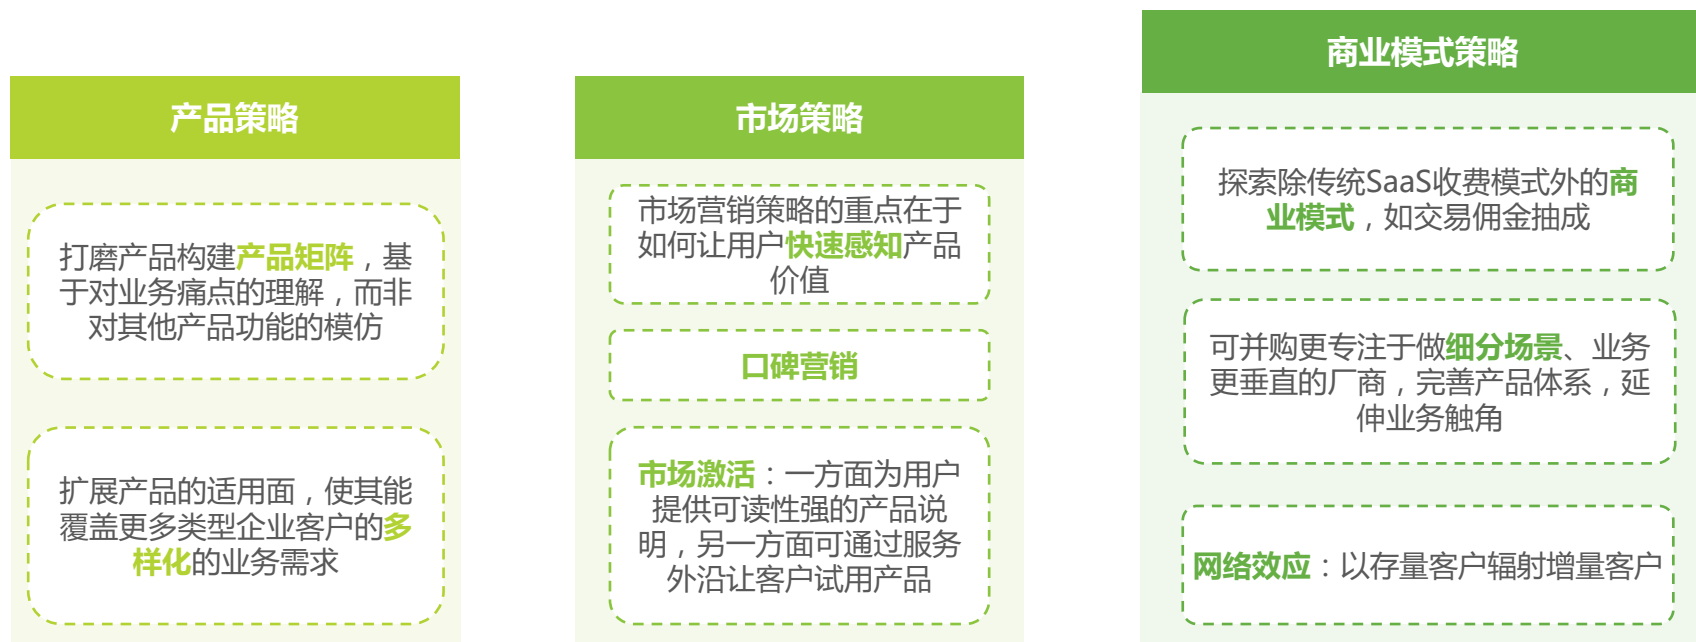 产品策略
打磨产品构建产品矩阵，基
于对业务痛点的理解，而非
对其他产品功能的模仿
扩展产品的适用面，使其能
覆盖更多类型企业客户的多
样化的业务需求
市场策略
市场营销策略的重点在于
如何让用户快速感知产品
价值
口碑营销
市场激活：一方面为用户
提供可读性强的产品说
明，另一方面可通过服务
外沿让客户试用产品
商业模式策略
探索除传统SaaS收费模式外的商
业模式，如交易佣金抽成
可并购更专注于做细分场景、业务
更垂直的厂商，完善产品体系，延
伸业务触角
网络效应：以存量客户辐射增量客户